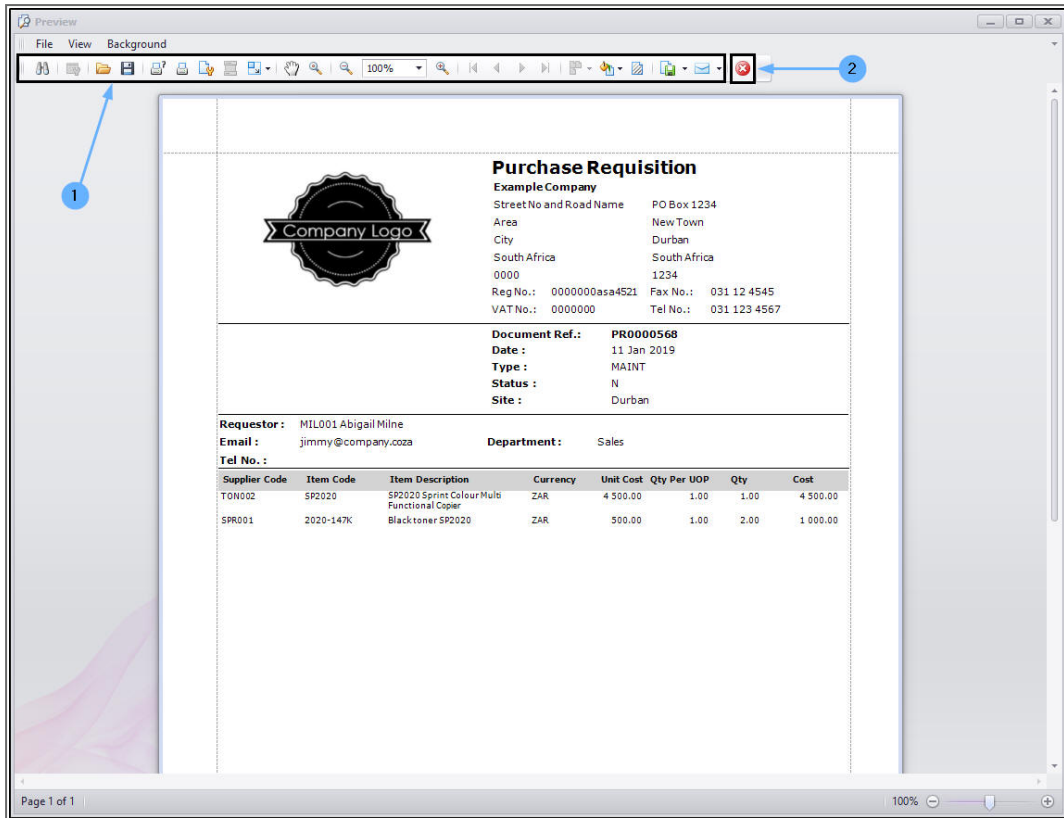 Preview
File View Background
100%
2
1
Company Logo
Purchase Requisition
Example Company
Street No and Road Name PO Box 1234
Area New Town
City Durban
South Africa South Africa
0000 1234
Reg No.: 0000000asa4521 Fax No.: 031 12 4545
VAT No.: 0000000 Tel No.: 031 123 4567
Document Ref.: PR0000568
Date : 11 Jan 2019
Type : MAINT
Status : N
Site : Durban
Requestor : MIL001 Abigail Milne
Email : jimmy@company.coza Department : Sales
Tel No. :
Supplier Code Item Code Item Description Currency Unit Cost Qty Per UOP Qty Cost
TON002 SP2020 SP2020 Sprint Colour Multi ZAR 4 500.00 1.00 1.00 4 500.00
Functional Copier
SPR001 2020-147K Black toner SP2020 ZAR 500.00 1.00 2.00 1 000.00
Page 1 of 1 100%